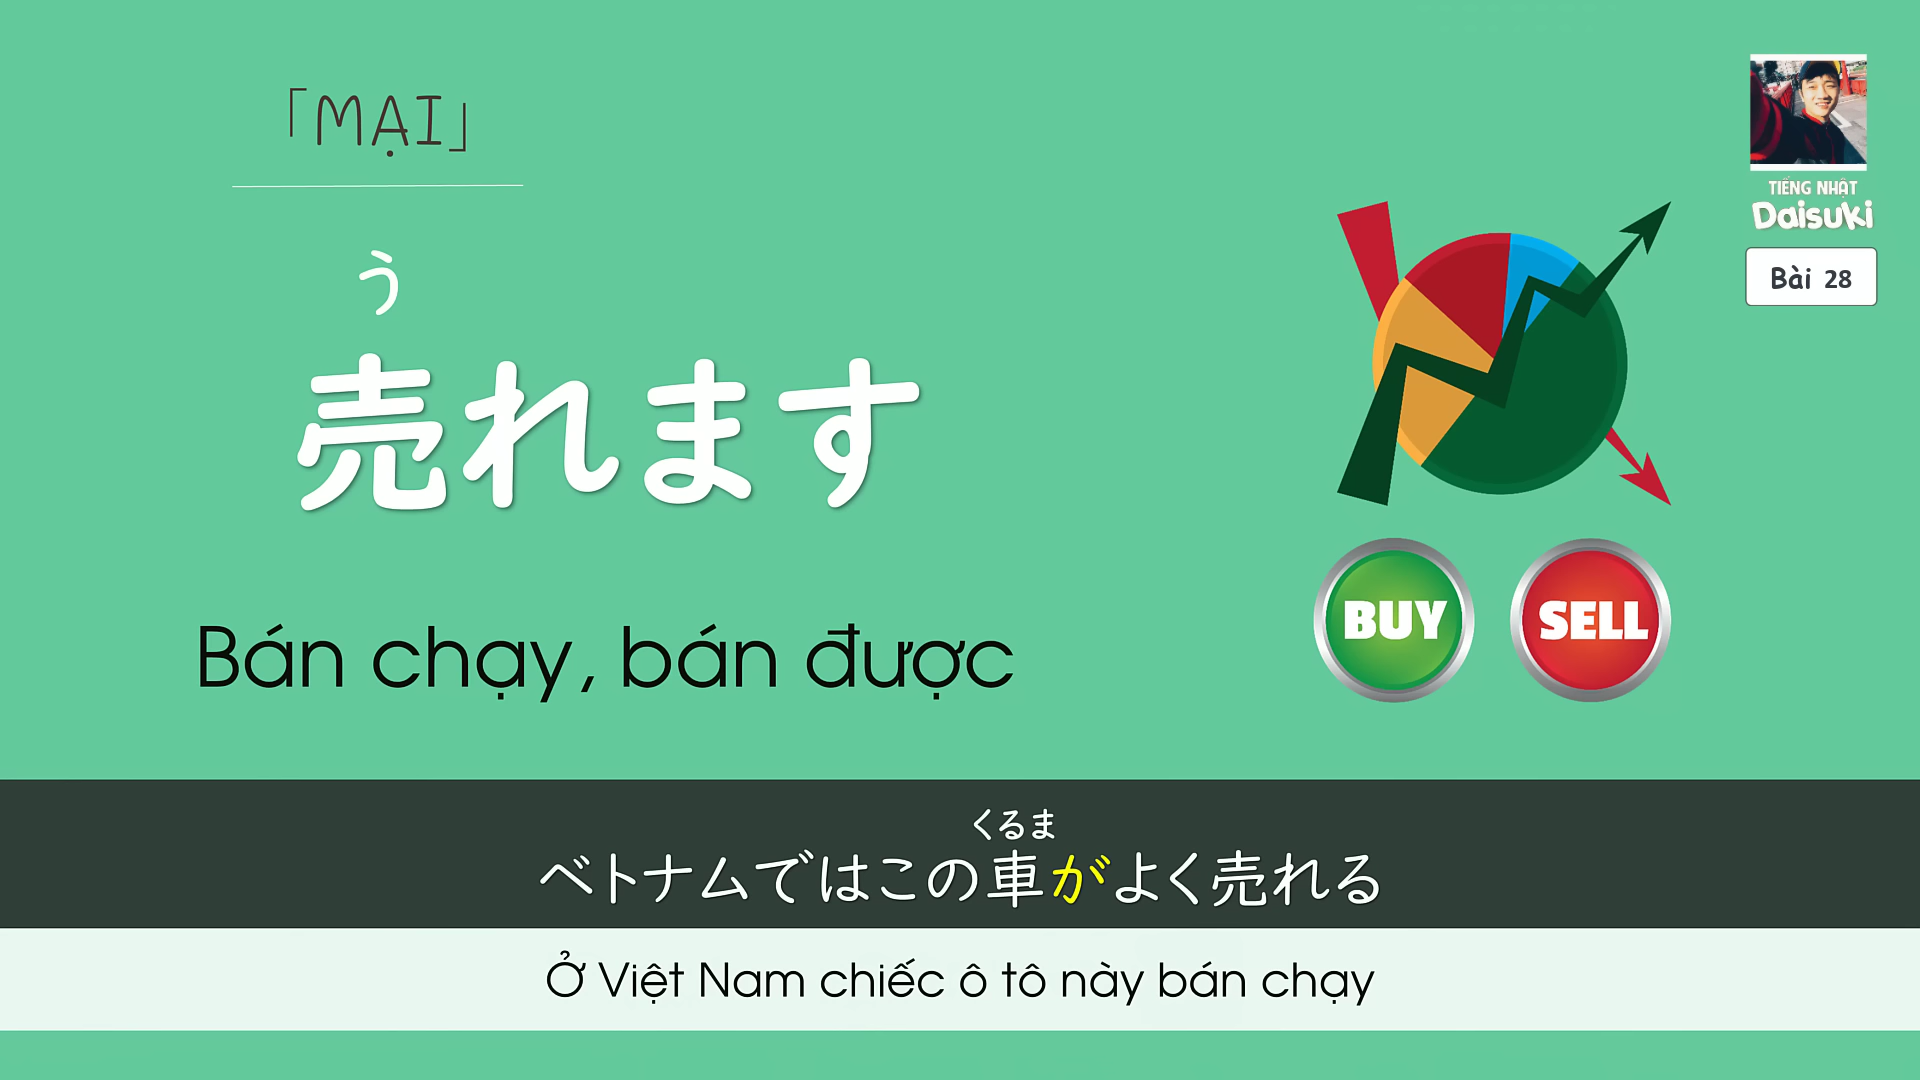 「MẠI」
う
売れます
Bán chạy, bán được
TIẾNG NHẬT
Daisuki
Bài 28
BUY
SELL
くるま
ベトナムではこの車がよく売れる
Ở Việt Nam chiếc ô tô này bán chạy